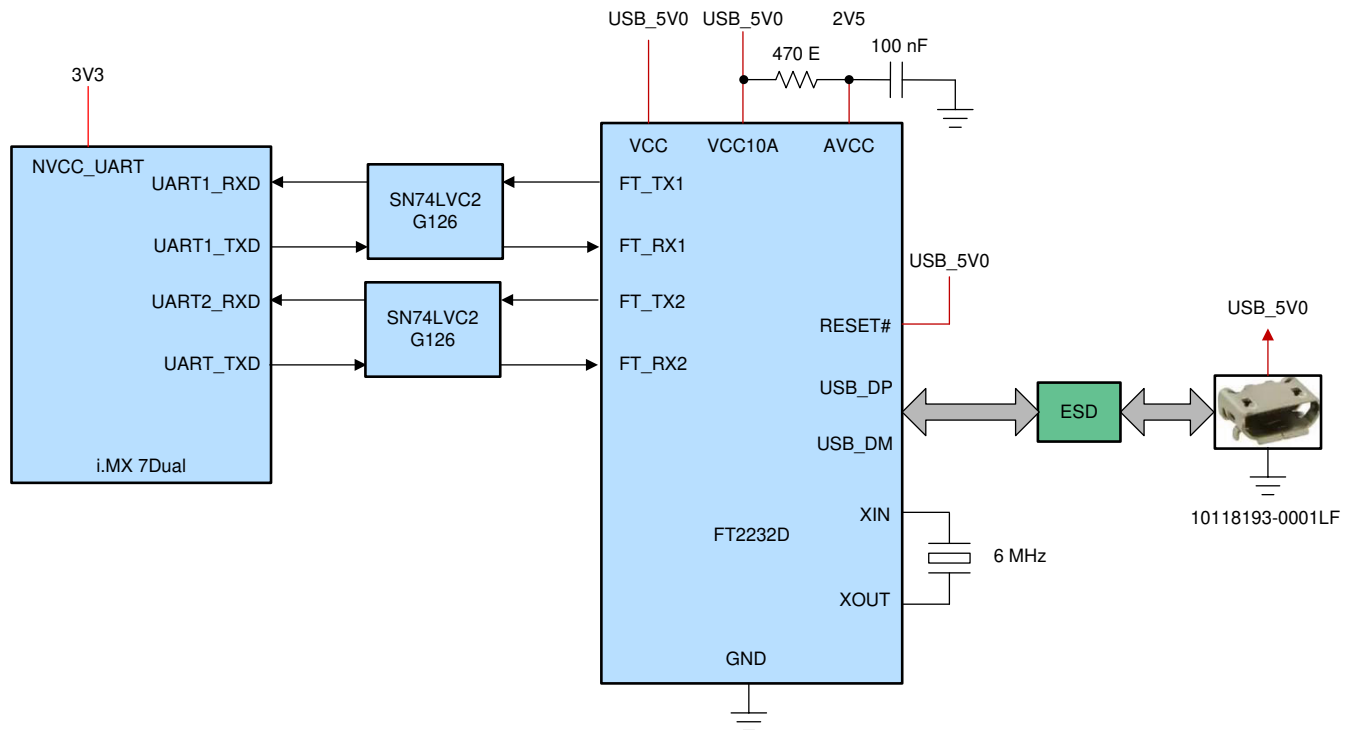 USB_5V0
USB_5V0
2V5
470 E
100 nF
3V3
VCC
VCC10A
AVCC
NVCC_UART
UART1_RXD
SN74LVC2
G126
FT_TX1
UART1_TXD
FT_RX1
USB_5V0
UART2_RXD
SN74LVC2
G126
FT_TX2
RESET#
USB_5V0
UART_TXD
FT_RX2
USB_DP
ESD
USB_DM
i.MX 7Dual
XIN
10118193-0001LF
FT2232D
6 MHz
XOUT
GND